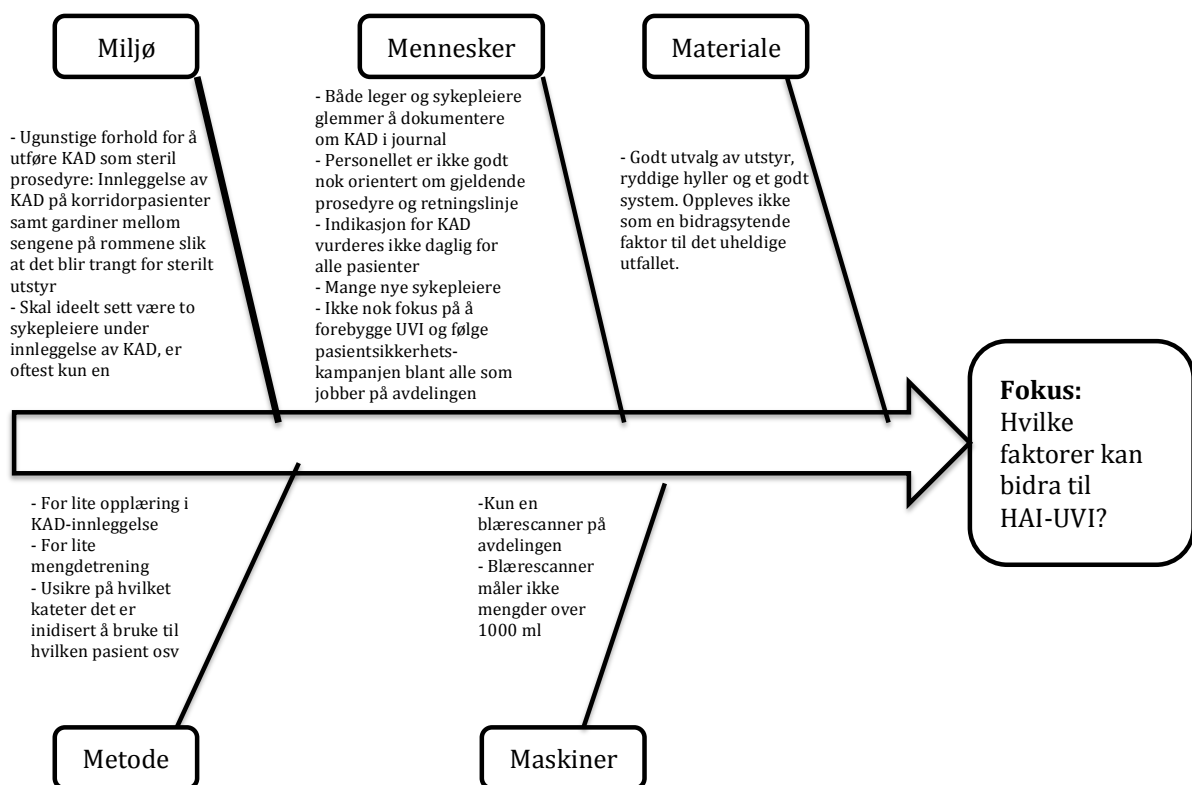 Miljø
- Ugunstige forhold for å
utføre KAD som steril
prosedyre: Innleggelse av
KAD på korridorpasienter
samt gardiner mellom
sengene på rommene slik
at det blir trangt for sterilt
utstyr
- Skal ideelt sett være to
sykepleiere under
innleggelse av KAD, er
oftest kun en
Mennesker
- Både leger og sykepleiere
glemmer å dokumentere
om KAD i journal
- Personellet er ikke godt
nok orientert om gjeldende
prosedyre og retningslinje
- Indikasjon for KAD
vurderes ikke daglig for
alle pasienter
- Mange nye sykepleiere
- Ikke nok fokus på å
forebygge UVI og følge
pasientsikkerhets-
kampanjen blant alle som
jobber på avdelingen
Materiale
- Godt utvalg av utstyr,
ryddige hyller og et godt
system. Oppleves ikke
som en bidragsytende
faktor til det uheldige
utfallet.
Fokus:
Hvilke
faktorer kan
bidra til
HAI-UVI?
- For lite opplæring i
KAD-innleggelse
- For lite
mengdetrening
- Usikre på hvilket
kateter det er
inidisert å bruke til
hvilken pasient osv
Metode
-Kun en
blærescanner på
avdelingen
- Blærescanner
måler ikke
mengder over
1000 ml
Maskiner